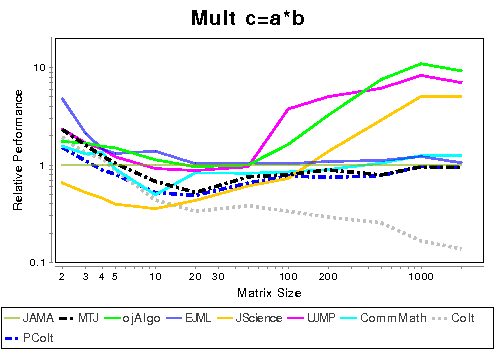 Mult c=a*b
Relative Performance
10
1
0.1
2 3 4 5 10 20 30 100 200 1000
Matrix Size
JAMA MTJ ojAlgo EJML JScience UJMP CommMath Colt
PColt